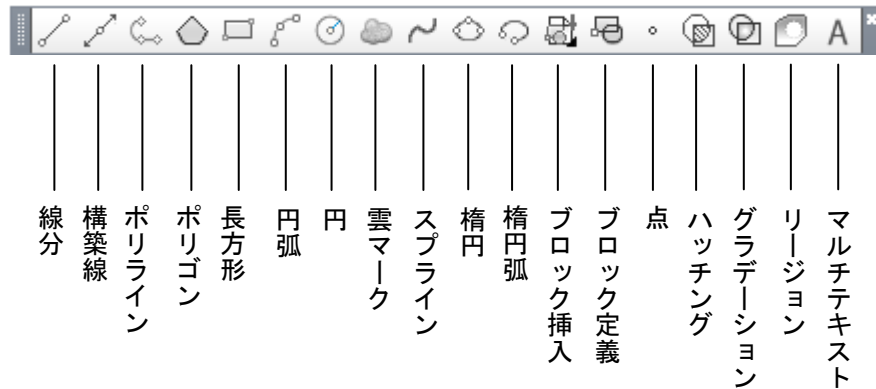 線分
構築線
ポリライン
ポリゴン
長方形
円弧
円
雲マーク
スプライン
楕円
楕円弧
ブロック挿入
ブロック定義
点
ハッチング
グラデーション
リージョン
マルチテキスト
A